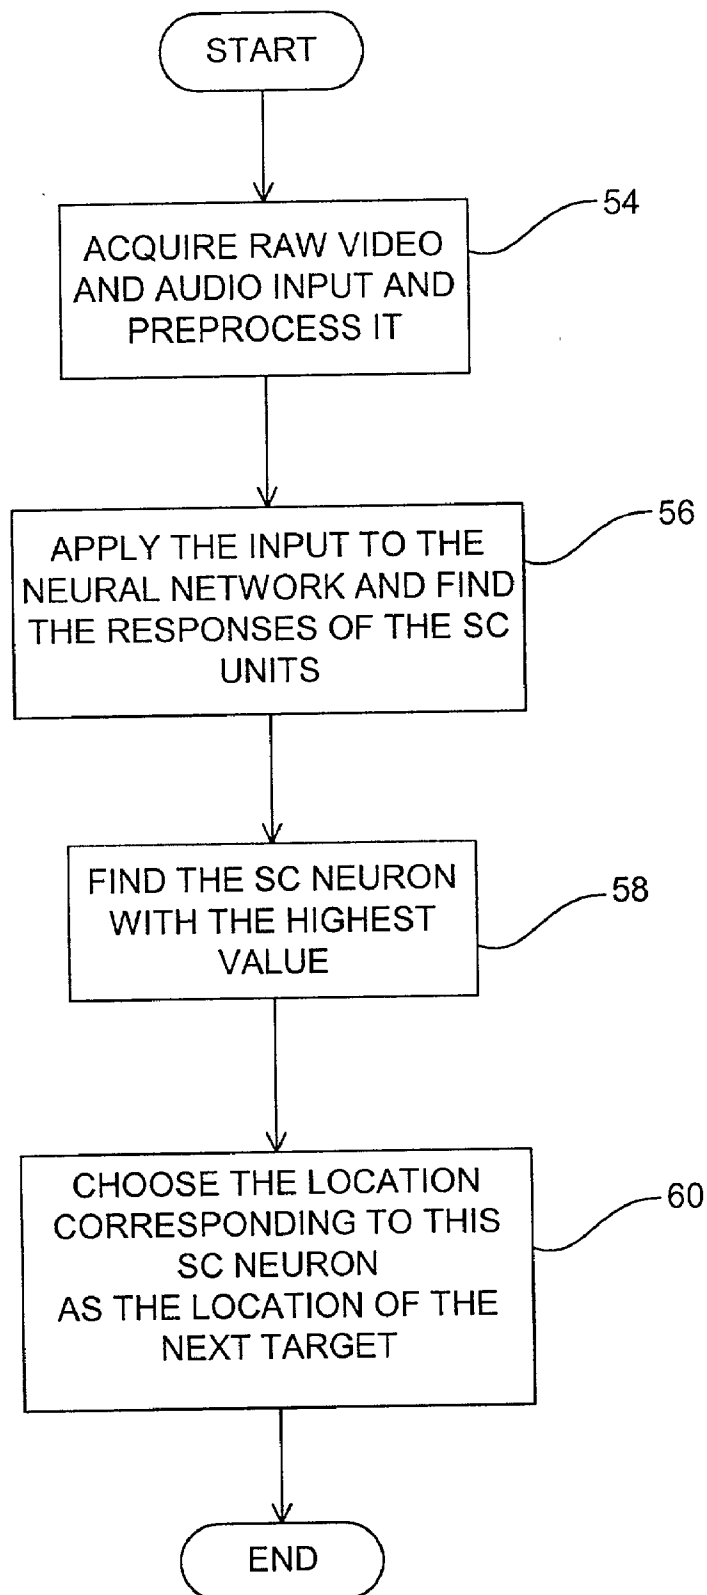 START
54
ACQUIRE RAW VIDEO
AND AUDIO INPUT AND
PREPROCESS IT
56
APPLY THE INPUT TO THE
NEURAL NETWORK AND FIND
THE RESPONSES OF THE SC
UNITS
58
FIND THE SC NEURON
WITH THE HIGHEST
VALUE
60
CHOOSE THE LOCATION
CORRESPONDING TO THIS
SC NEURON
AS THE LOCATION OF THE
NEXT TARGET
END